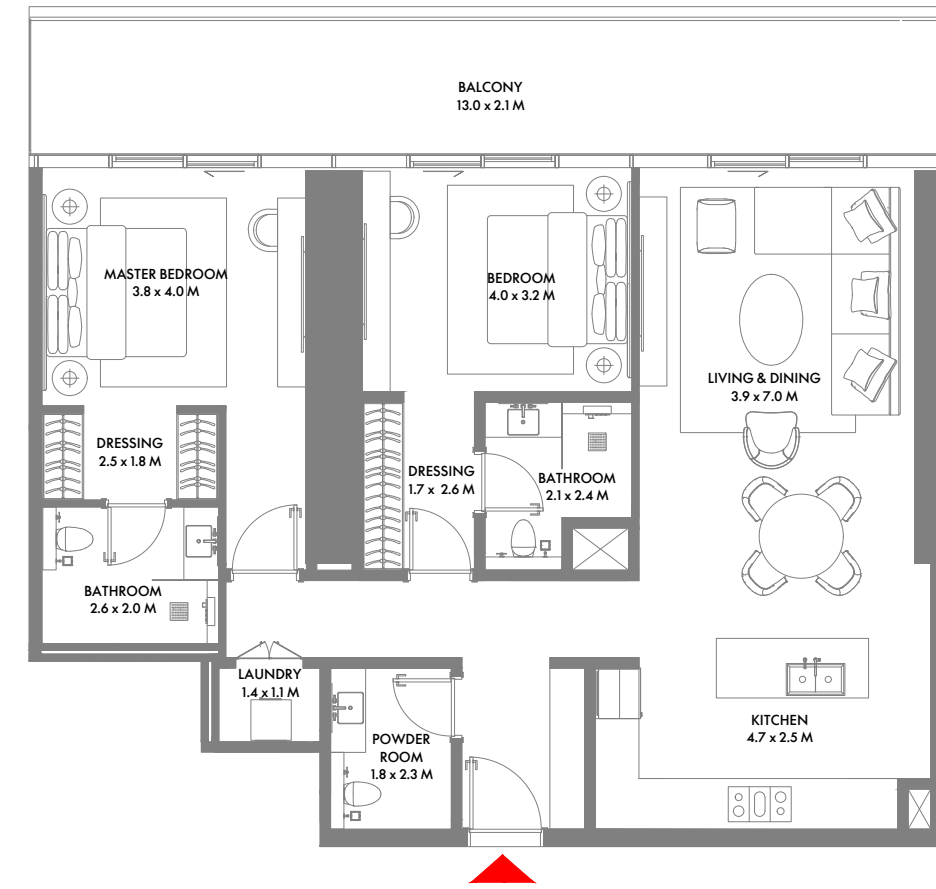 BALCONY
13.0 x 2.1 M
MASTER BEDROOM
3.8 x 4.0 M
BEDROOM
4.0 x 3.2 M
LIVING & DINING
3.9 x 7.0 M
DRESSING
2.5 x 1.8 M
DRESSING
1.7 x 2.6 M
BATHROOM
2.1 x 2.4 M
BATHROOM
2.6 x 2.0 M
LAUNDRY
1.4 x 1.1 M
POWDER
ROOM
1.8 x 2.3 M
KITCHEN
4.7 x 2.5 M